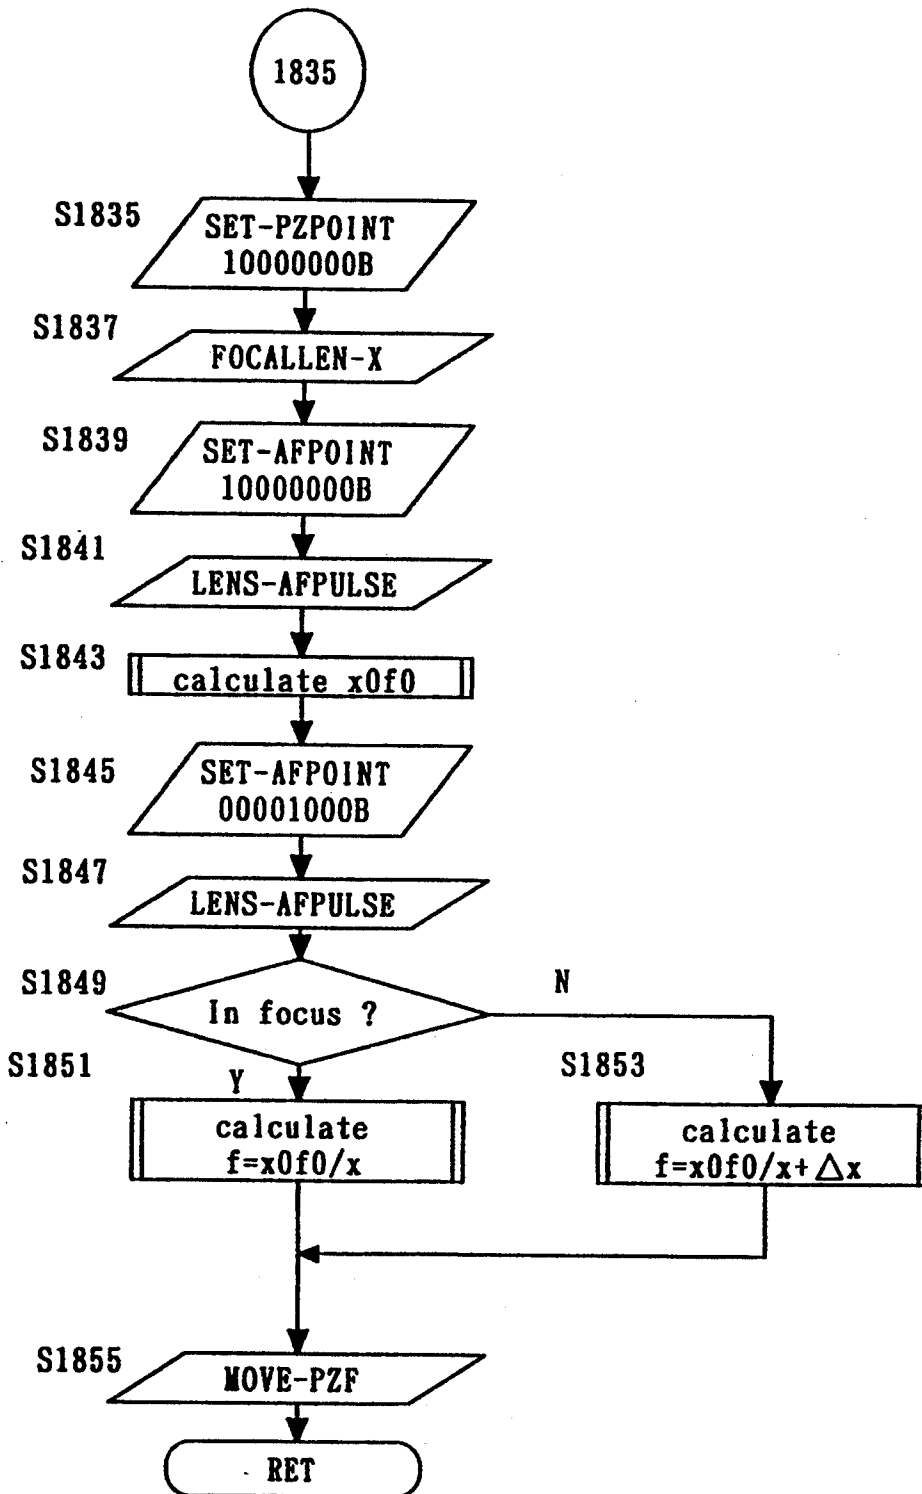 1835
S1835
SET-PZPOINT
10000000B
S1837
FOCALLEN-X
S1839
SET-AFPOINT
10000000B
S1841
LENS-AFPULSE
S1843
calculate x0f0
S1845
SET-AFPOINT
00001000B
S1847
LENS-AFPULSE
S1849
In focus ?
N
S1851
Y
calculate
f=x0f0/x
S1853
calculate
f=x0f0/x+△x
S1855
MOVE-PZF
RET